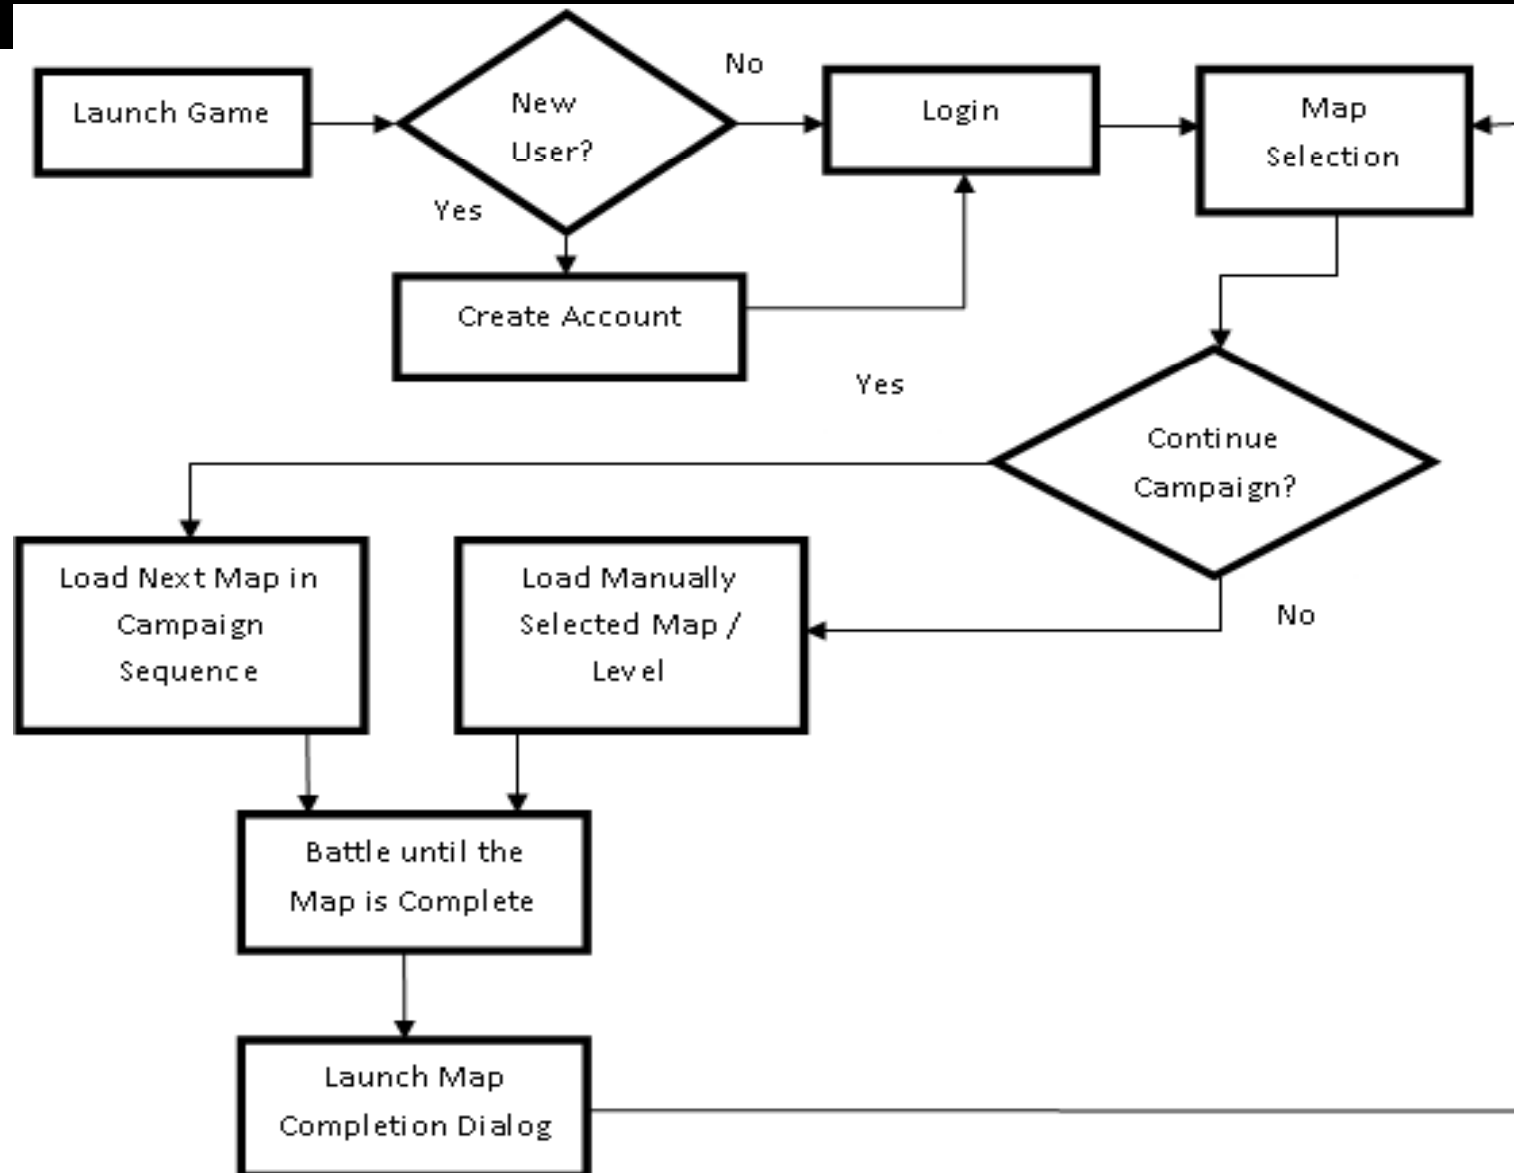 Launch Game
New
User?
No
Yes
Login
Map
Selection
Create Account
Yes
Continue
Campaign?
No
Load Next Map in
Campaign
Sequence
Load Manually
Selected Map /
Level
Battle until the
Map is Complete
Launch Map
Completion Dialog